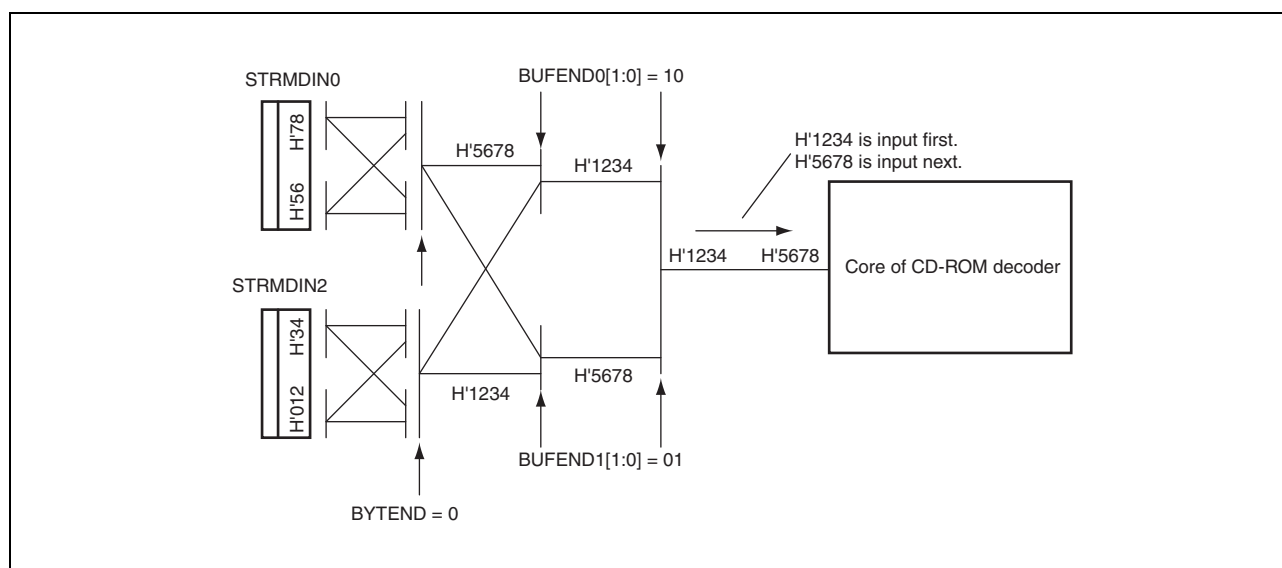 STRMDIN0
BUFEND0[1:0] = 10
H'78
H'56
H'5678
H'1234
H'1234 is input first.
H'5678 is input next.
H'1234
H'5678
Core of CD-ROM decoder
STRMDIN2
H'34
H'012
H'1234
H'5678
BUFEND1[1:0] = 01
BYTEND = 0